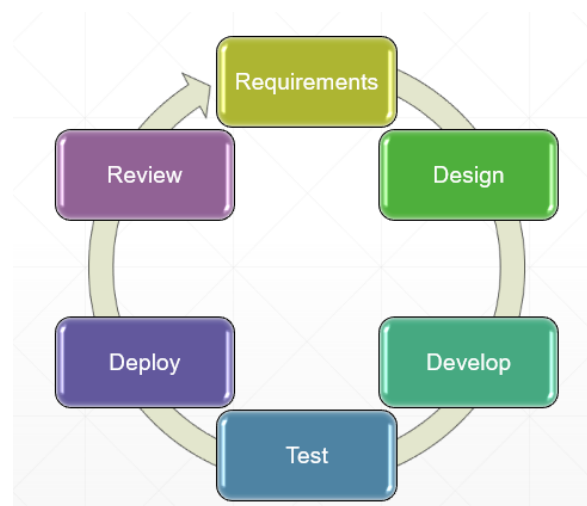 Requirements
Design
Develop
Test
Deploy
Review